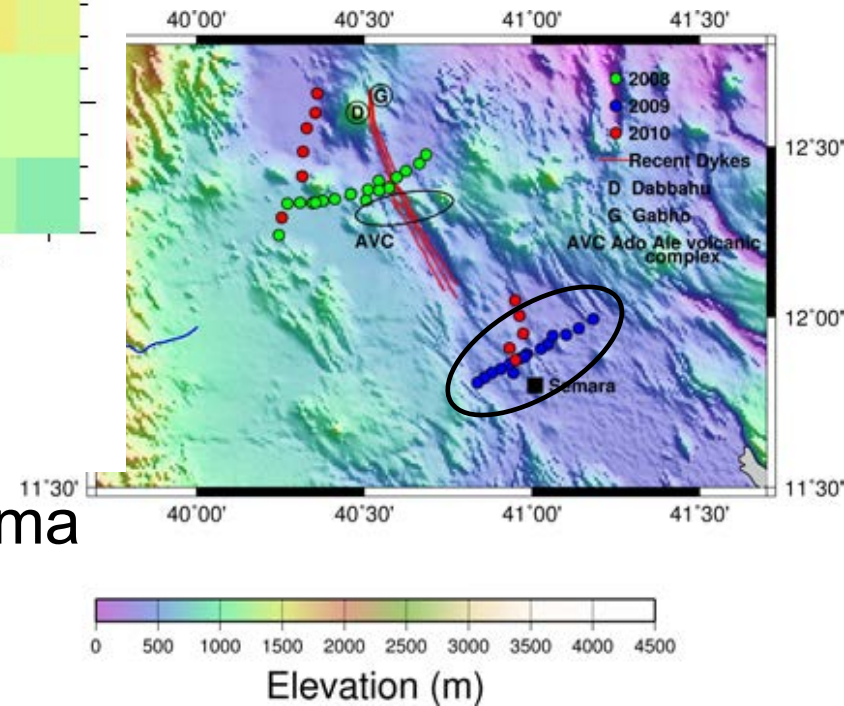 40°00' 40°30' 41°00' 41°30'
G
D
2008
2009
2010
12°30'
Recent Dykes
D Dabbahu
G Gabho
AVC
AVC Ado Ale volcanic
complex
12°00'
Semara
11°30' 11°30'
40°00' 40°30' 41°00' 41°30'
ma
0 500 1000 1500 2000 2500 3000 3500 4000 4500
Elevation (m)